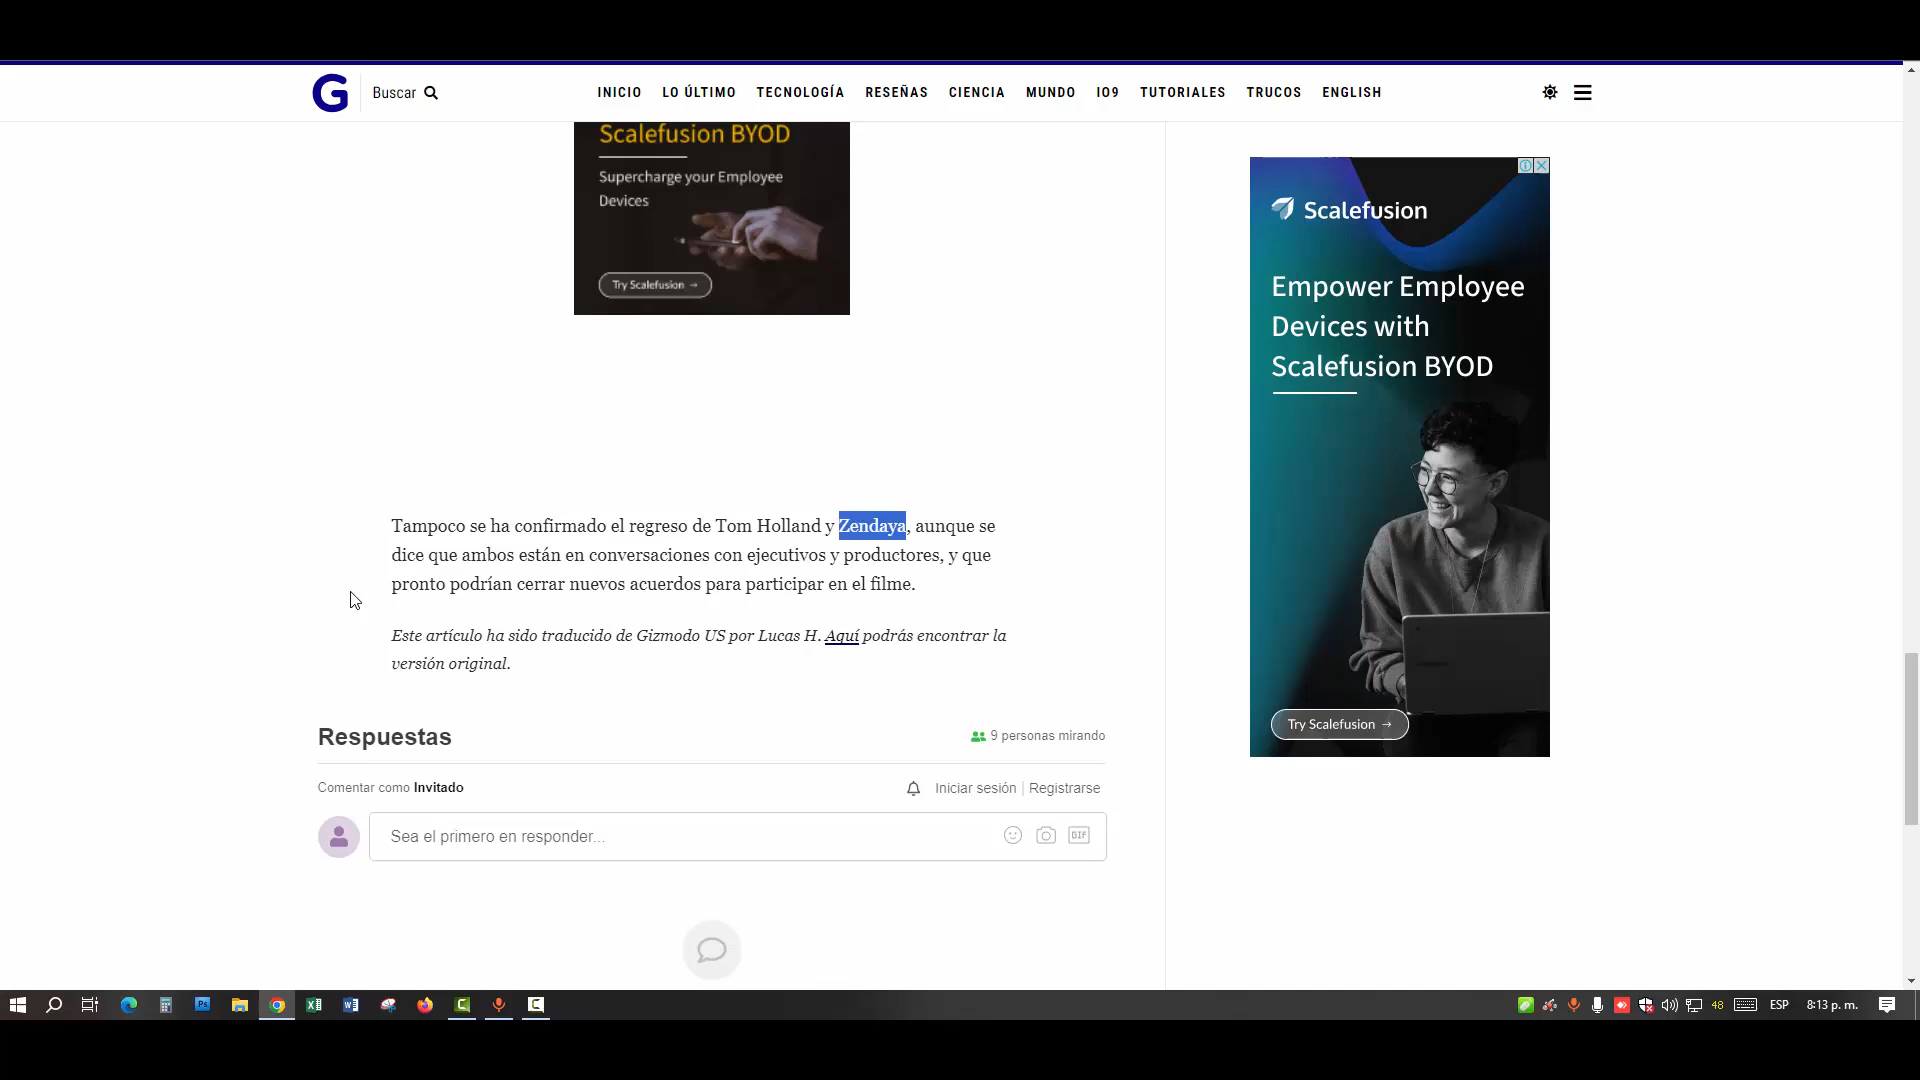 G
Buscar
INICIO LO ÚLTIMO TECNOLOGÍA RESEÑAS CIENCIA MUNDO IO9 TUTORIALES TRUCOS ENGLISH
Scalefusion BYOD
Supercharge your Employee
Devices
Try Scalefusion →
Scalefusion
Empower Employee
Devices with
Scalefusion BYOD
Try Scalefusion →
Tampoco se ha confirmado el regreso de Tom Holland y Zendaya, aunque se
dice que ambos están en conversaciones con ejecutivos y productores, y que
pronto podrían cerrar nuevos acuerdos para participar en el filme.
Este artículo ha sido traducido de Gizmodo US por Lucas H. Aquí podrás encontrar la
versión original.
Respuestas
9 personas mirando
Comentar como Invitado
Iniciar sesión | Registrarse
Sea el primero en responder...
GIF
Ps
48
ESP
8:13 p. m.